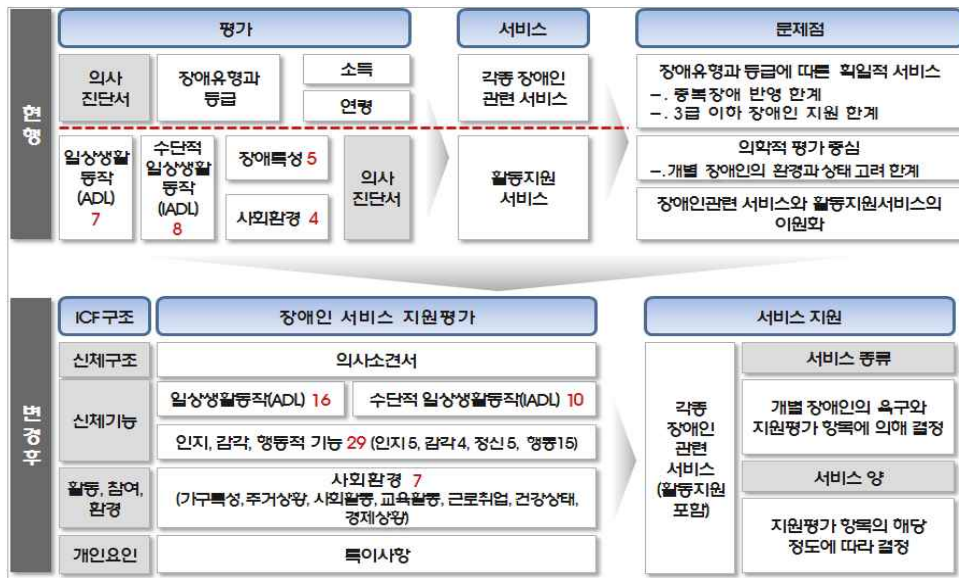 평가
서비스
문제점
현행
의사
진단서
장애유형과
등급
소득
연령
각종 장애인
관련 서비스
장애유형과 등급에 따른 획일적 서비스
–. 중복장애 반영 한계
–. 3급 이하 장애인 지원 한계
일상생활
동작
(ADL)
7
수단적
일상생활
동작
(IADL)
8
장애특성 5
사회환경 4
의사
진단서
활동지원
서비스
의학적 평가 중심
–. 개별 장애인의 환경과 상태 고려 한계
장애인관련 서비스와 활동지원서비스의
이원화
변경후
ICF구조
장애인 서비스 지원평가
서비스 지원
신체구조
의사소견서
신체기능
일상생활동작(ADL) 16
수단적 일상생활동작(IADL) 10
인지, 감각, 행동적 기능 29 (인지 5, 감각 4, 정신 5, 행동15)
활동, 참여,
환경
사회환경 7
(가구특성, 주거상황, 사회활동, 교육활동, 근로취업, 건강상태,
경제상황)
개인요인
특이사항
각종
장애인
관련
서비스
(활동지원
포함)
서비스 종류
개별 장애인의 욕구와
지원평가 항목에 의해 결정
서비스 양
지원평가 항목의 해당
정도에 따라 결정